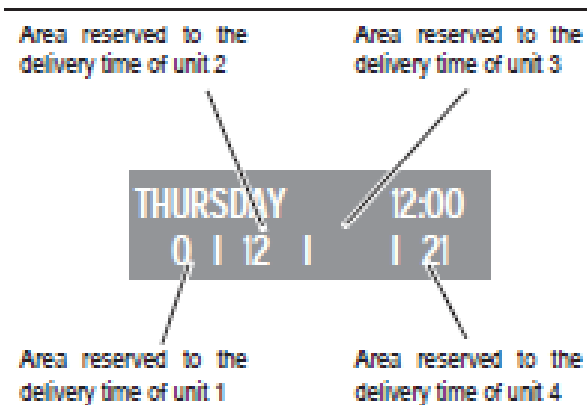 Area reserved to the
delivery time of unit 2
Area reserved to the
delivery time of unit 3
THURSDAY 12:00
0 | 12 | | 21
Area reserved to the
delivery time of unit 1
Area reserved to the
delivery time of unit 4